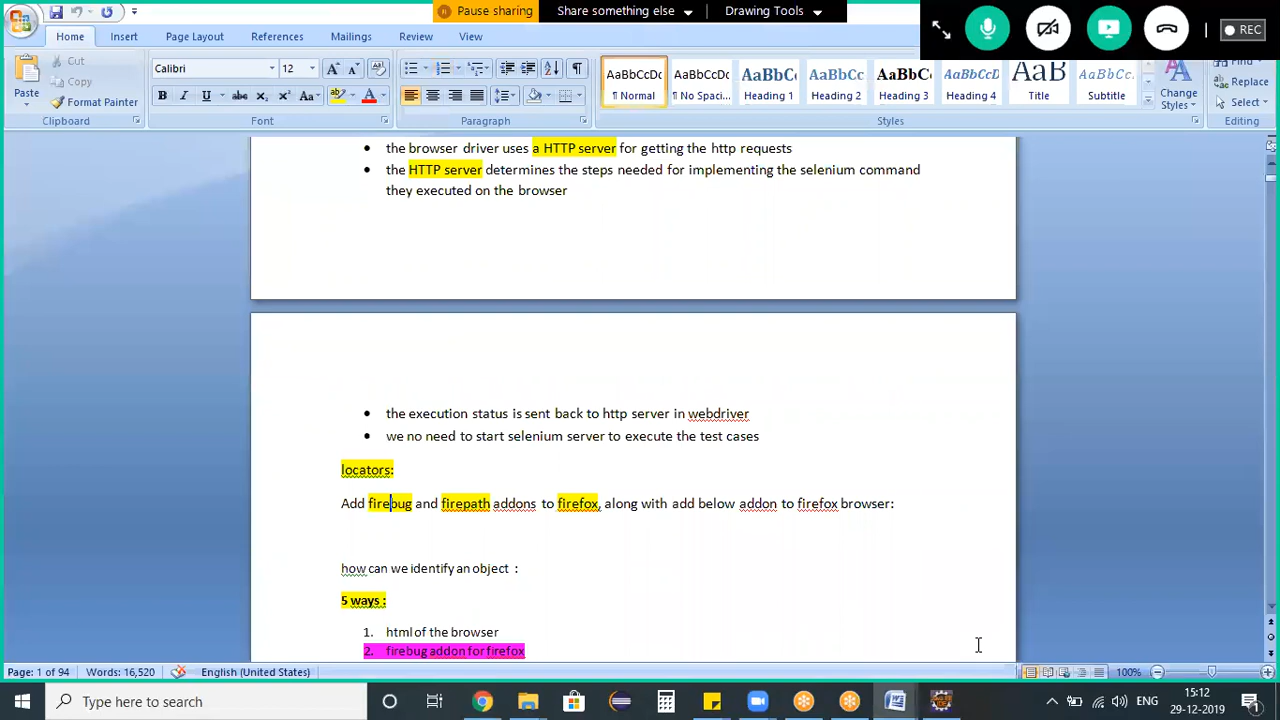 Pause sharing
Share something else
Drawing Tools
REC
Home
Insert
Page Layout
References
Mailings
Review
View
Paste
Cut
Copy
Format Painter
Clipboard
Calibri
12
Font
Paragraph
AaBbCcDc
¶ Normal
AaBbCcDc
¶ No Spaci...
AaBbCc
Heading 1
AaBbCc
Heading 2
AaBbCc
Heading 3
AaBbCcD
Heading 4
AaBbCc
Title
AaBbCcD
Subtitle
Change
Styles
Styles
Find
Replace
Select
Editing
the browser driver uses a HTTP server for getting the http requests
the HTTP server determines the steps needed for implementing the selenium command
they executed on the browser
the execution status is sent back to http server in webdriver
we no need to start selenium server to execute the test cases
locators:
Add firebug and firepath addons to firefox, along with add below addon to firefox browser:
how can we identify an object :
5 ways :
1. html of the browser
2. firebug addon for firefox
Page: 1 of 94
Words: 16,520
English (United States)
100%
Type here to search
ENG
15:12
29-12-2019